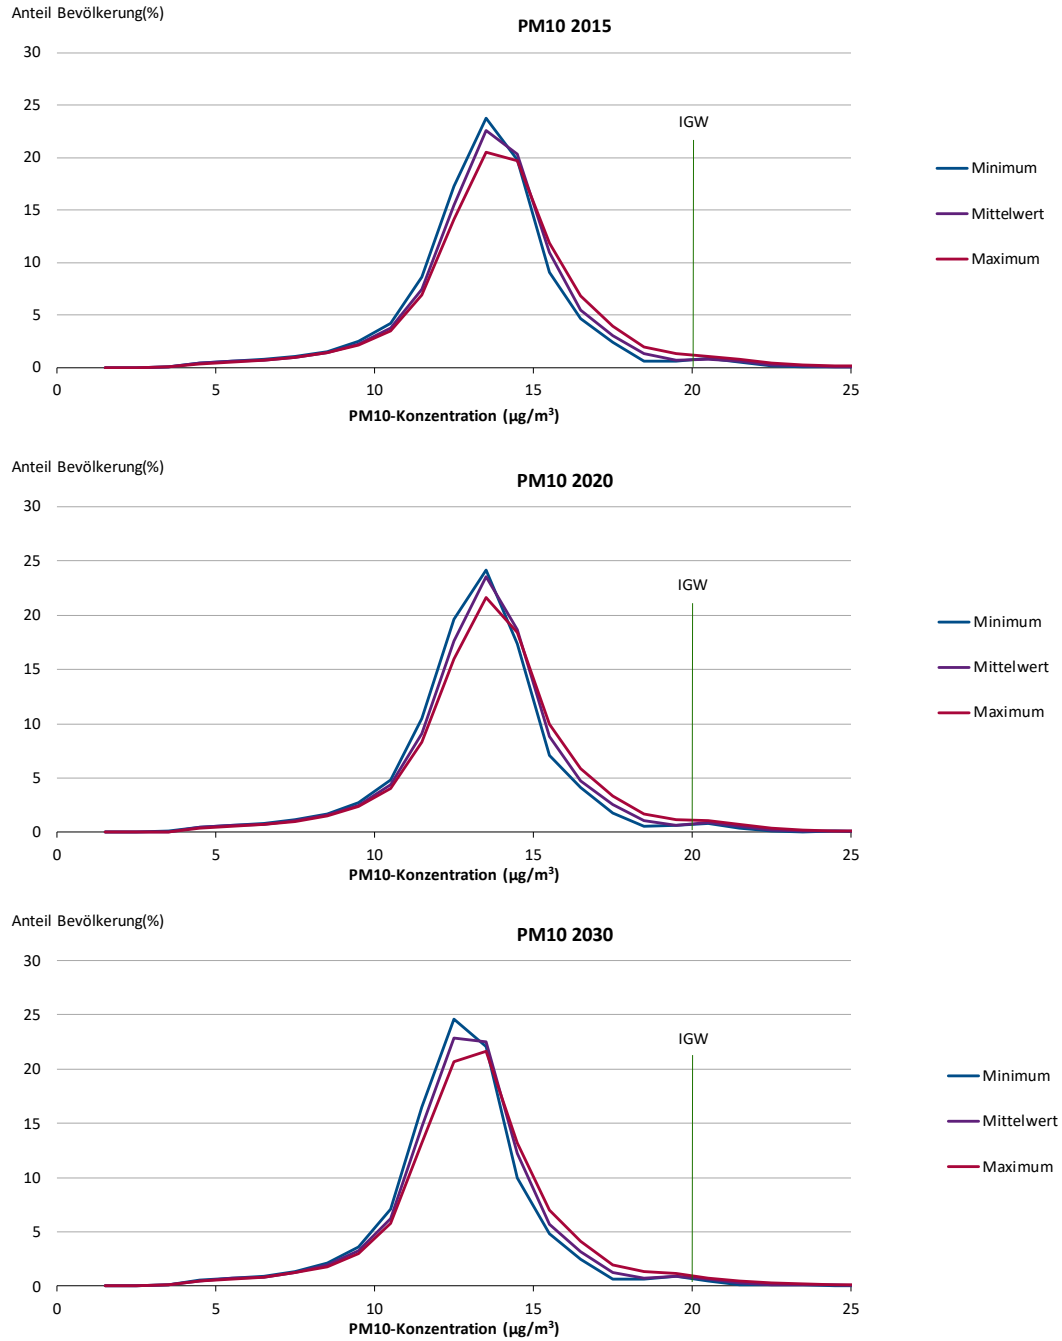 Anteil Bevölkerung(%)
PM10 2015
30
25
20
15
10
5
0
IGW
Minimum
Mittelwert
Maximum
0 5 10 15 20 25
PM10-Konzentration (µg/m³)
Anteil Bevölkerung(%)
PM10 2020
30
25
20
15
10
5
0
IGW
Minimum
Mittelwert
Maximum
0 5 10 15 20 25
PM10-Konzentration (µg/m³)
Anteil Bevölkerung(%)
PM10 2030
30
25
20
15
10
5
0
IGW
Minimum
Mittelwert
Maximum
0 5 10 15 20 25
PM10-Konzentration (µg/m³)